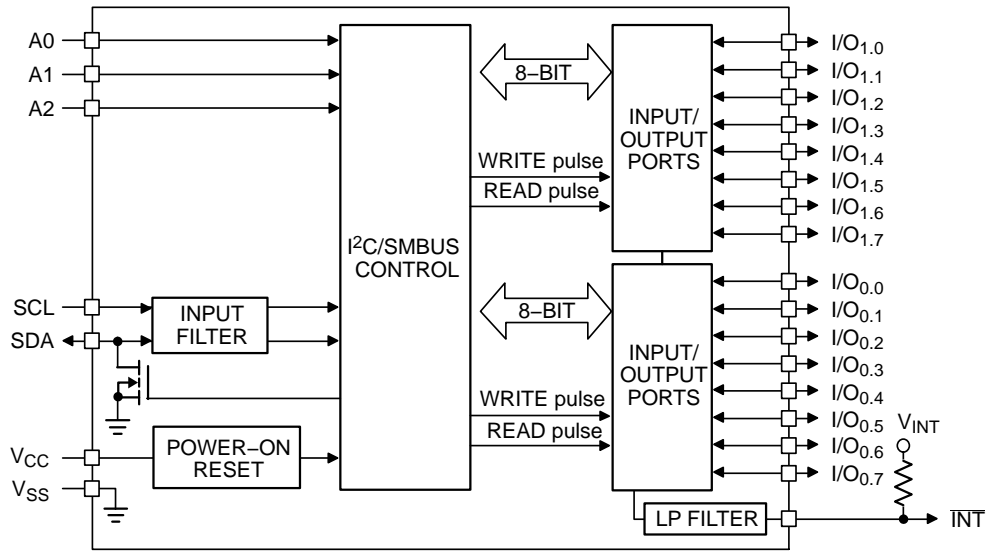 A0
A1
A2
SCL
SDA
VCC
VSS
INPUT
FILTER
POWER−ON
RESET
I²C/SMBUS
CONTROL
8−BIT
WRITE pulse
READ pulse
8−BIT
WRITE pulse
READ pulse
INPUT/
OUTPUT
PORTS
INPUT/
OUTPUT
PORTS
LP FILTER
I/O1.0
I/O1.1
I/O1.2
I/O1.3
I/O1.4
I/O1.5
I/O1.6
I/O1.7
I/O0.0
I/O0.1
I/O0.2
I/O0.3
I/O0.4
I/O0.5
I/O0.6
I/O0.7
VINT
INT